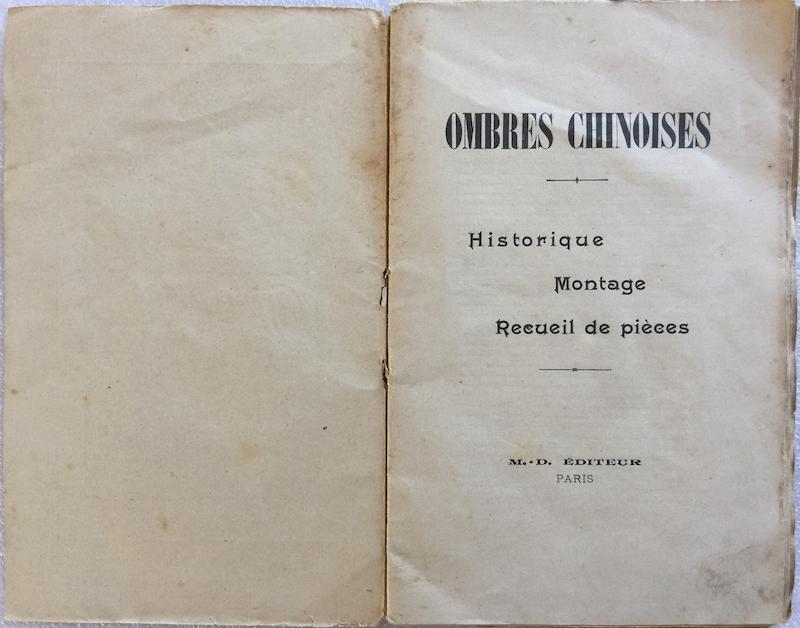 OMBRES CHINOISES
Historique
Montage
Recueil de pièces
M.-D. ÉDITEUR
PARIS